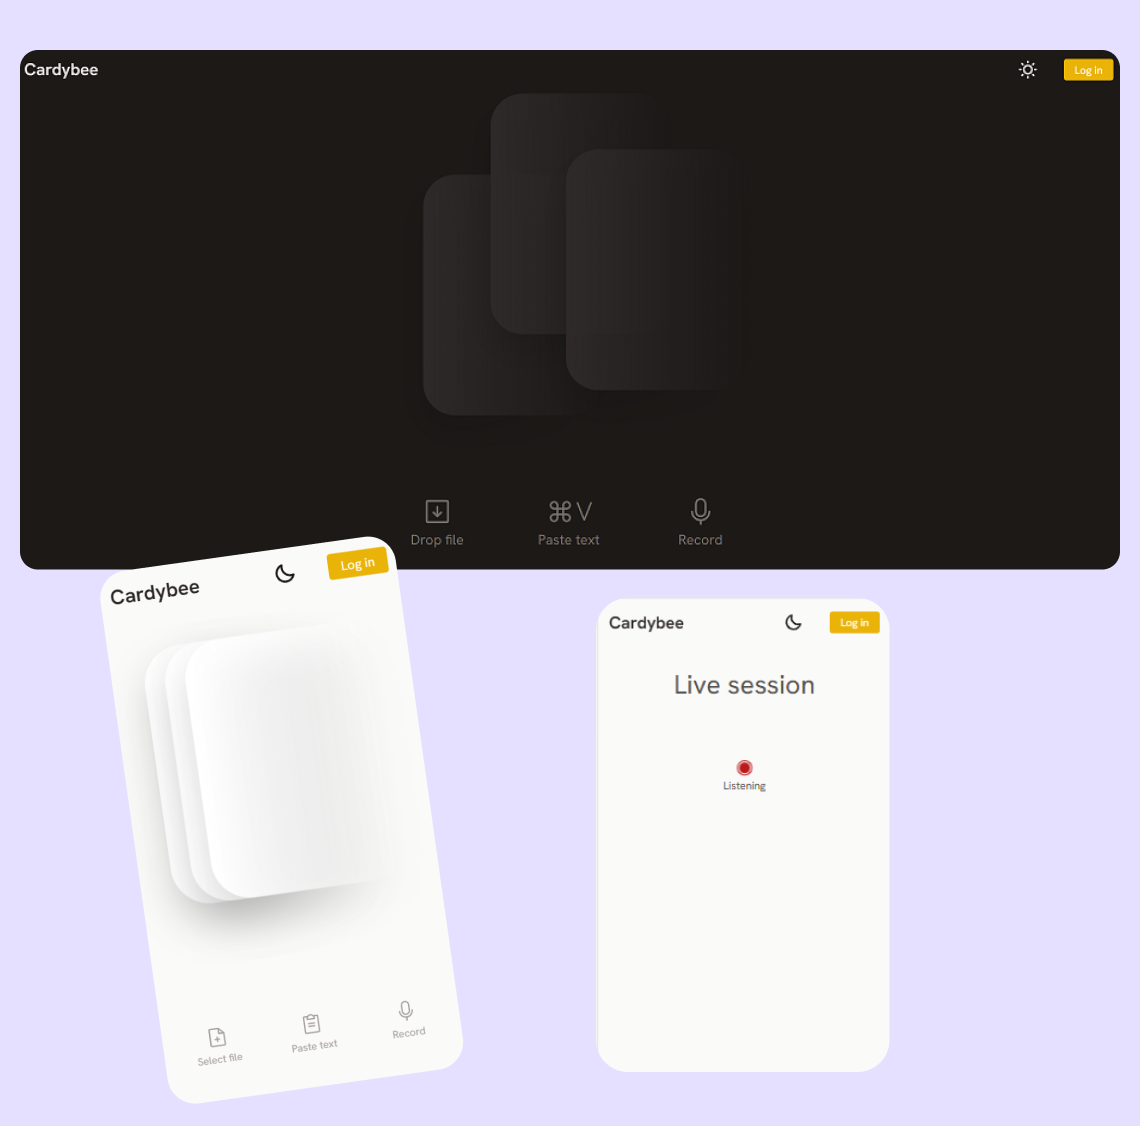 Cardybee
Log in
Drop file
⌘ V
Paste text
Record
Cardybee
Log in
Select file
Paste text
Record
Cardybee
Log in
Live session
Listening